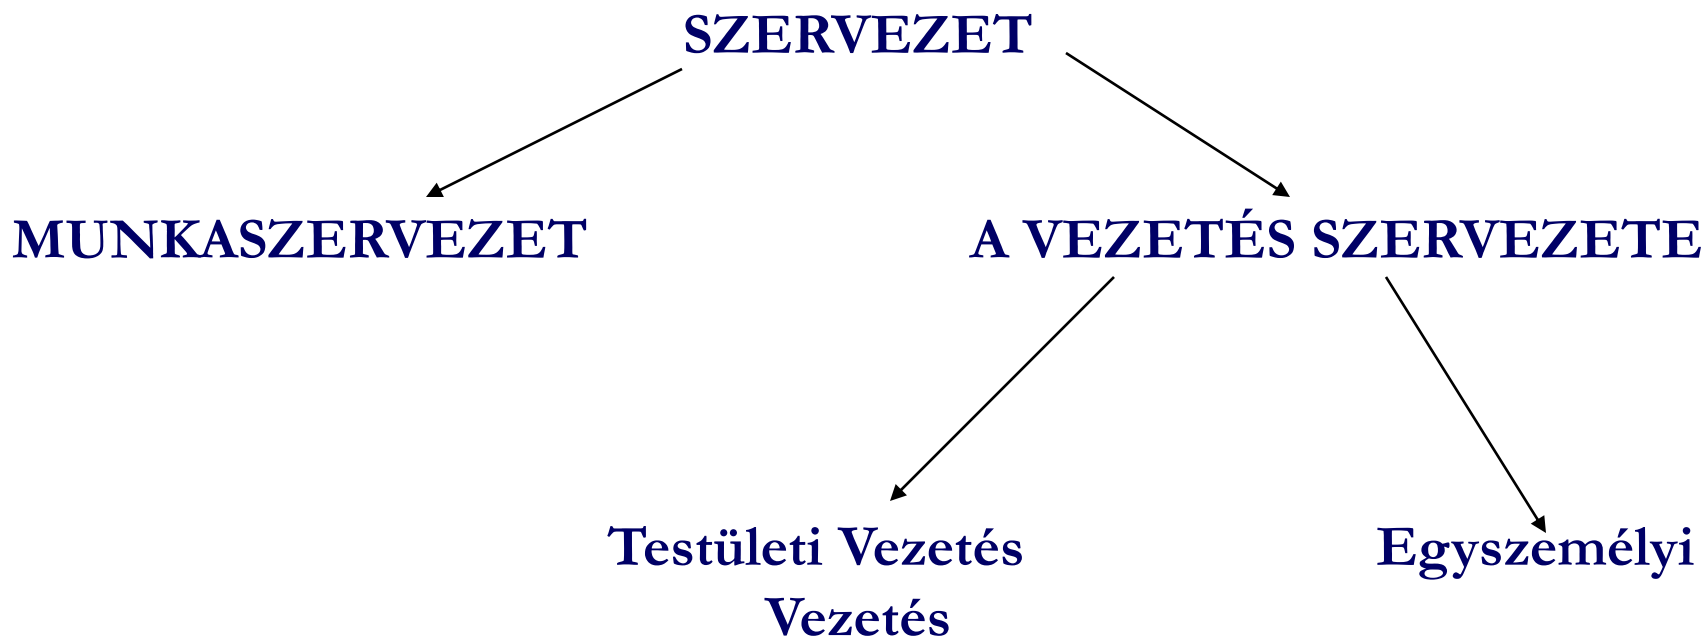 SZERVEZET
MUNKASZERVEZET
A VEZETÉS SZERVEZETE
Testületi Vezetés
Egyszemélyi
Vezetés